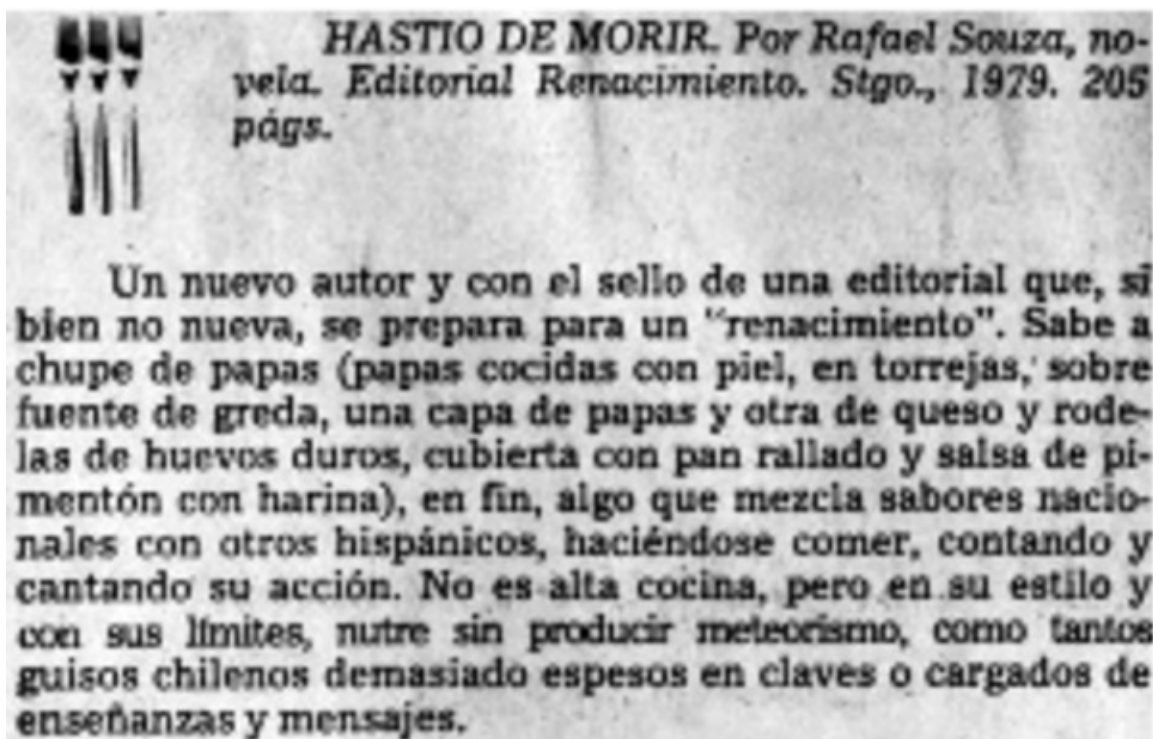 HASTIO DE MORIR. Por Rafael Souza, no-
vela. Editorial Renacimiento. Stgo., 1979. 205
págs.
Un nuevo autor y con el sello de una editorial que, si
bien no nueva, se prepara para un "renacimiento". Sabe a
chupe de papas (papas cocidas con piel, en torrejas, sobre
fuente de greda, una capa de papas y otra de queso y rode-
las de huevos duros, cubierta con pan rallado y salsa de pi-
mentón con harina), en fin, algo que mezcla sabores nacio-
nales con otros hispánicos, haciéndose comer, contando y
cantando su acción. No es alta cocina, pero en su estilo y
con sus límites, nutre sin producir meteorismo, como tantos
guisos chilenos demasiado espesos en claves o cargados de
enseñanzas y mensajes.